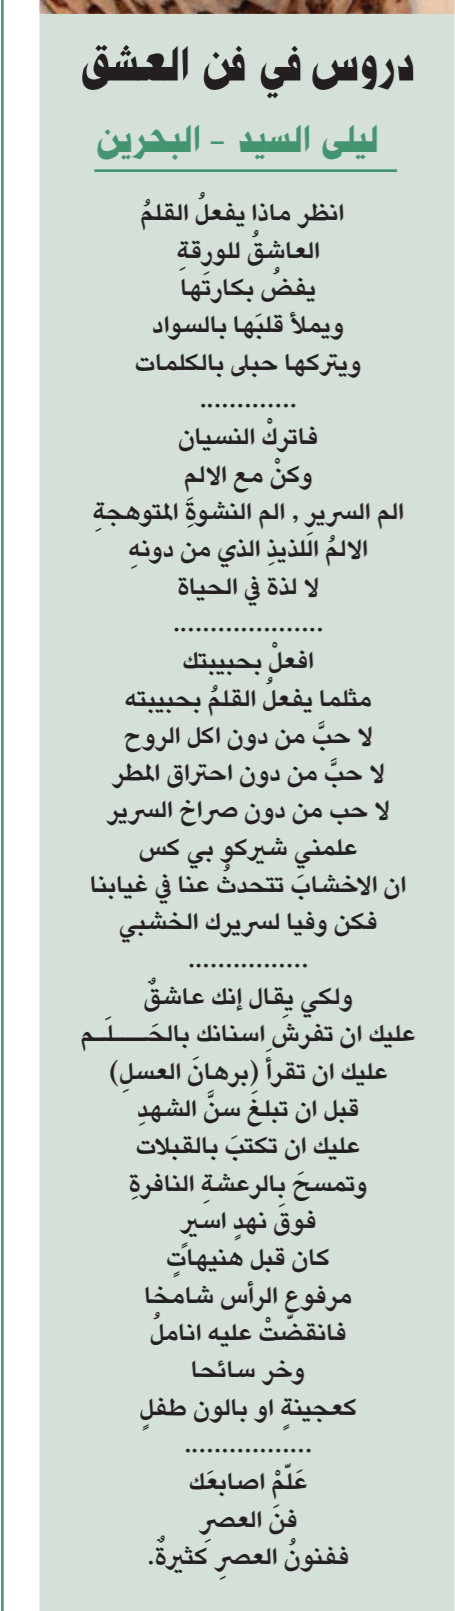 دروس في فن العشق
ليلى السيد - البحرين
انظر ماذا يفعلُ القلمُ
العاشقُ للورقةِ
يفضُ بكارتَها
ويملأ قلبَها بالسواد
ويتركها حبلى بالكلمات
.............
فاتركْ النسيان
وكنْ مع الالم
الم السريرِ , الم النشوةِ المتوهجةِ
الالمُ اللذيذِ الذي من دونهِ
لا لذة في الحياة
....................
افعلْ بحبيبتك
مثلما يفعلُ القلمُ بحبيبته
لا حبَّ من دون اكل الروح
لا حبَّ من دون احتراق المطر
لا حب من دون صراخ السرير
علمني شيركو بي كس
ان الاخشابَ تتحدثُ عنا في غيابنا
فكن وفيا لسريرك الخشبي
................
ولكي يقال إنك عاشقٌ
عليك ان تفرشَ اسنانك بالحَـــــلَـــم
عليك ان تقرأَ (برهانَ العسلِ)
قبل ان تبلغَ سنَّ الشهدِ
عليك ان تكتبَ بالقبلات
وتمسحَ بالرعشةِ النافرةِ
فوقَ نهدٍ اسيرٍ
كان قبل هنيهاتٍ
مرفوع الرأس شامخا
فانقضّتْ عليه اناملُ
وخر سائحا
كعجينةٍ او بالون طفلٍ
.................
عَلّمْ اصابعَك
فنَ العصرِ
ففنونُ العصرِ كثيرةٌ.